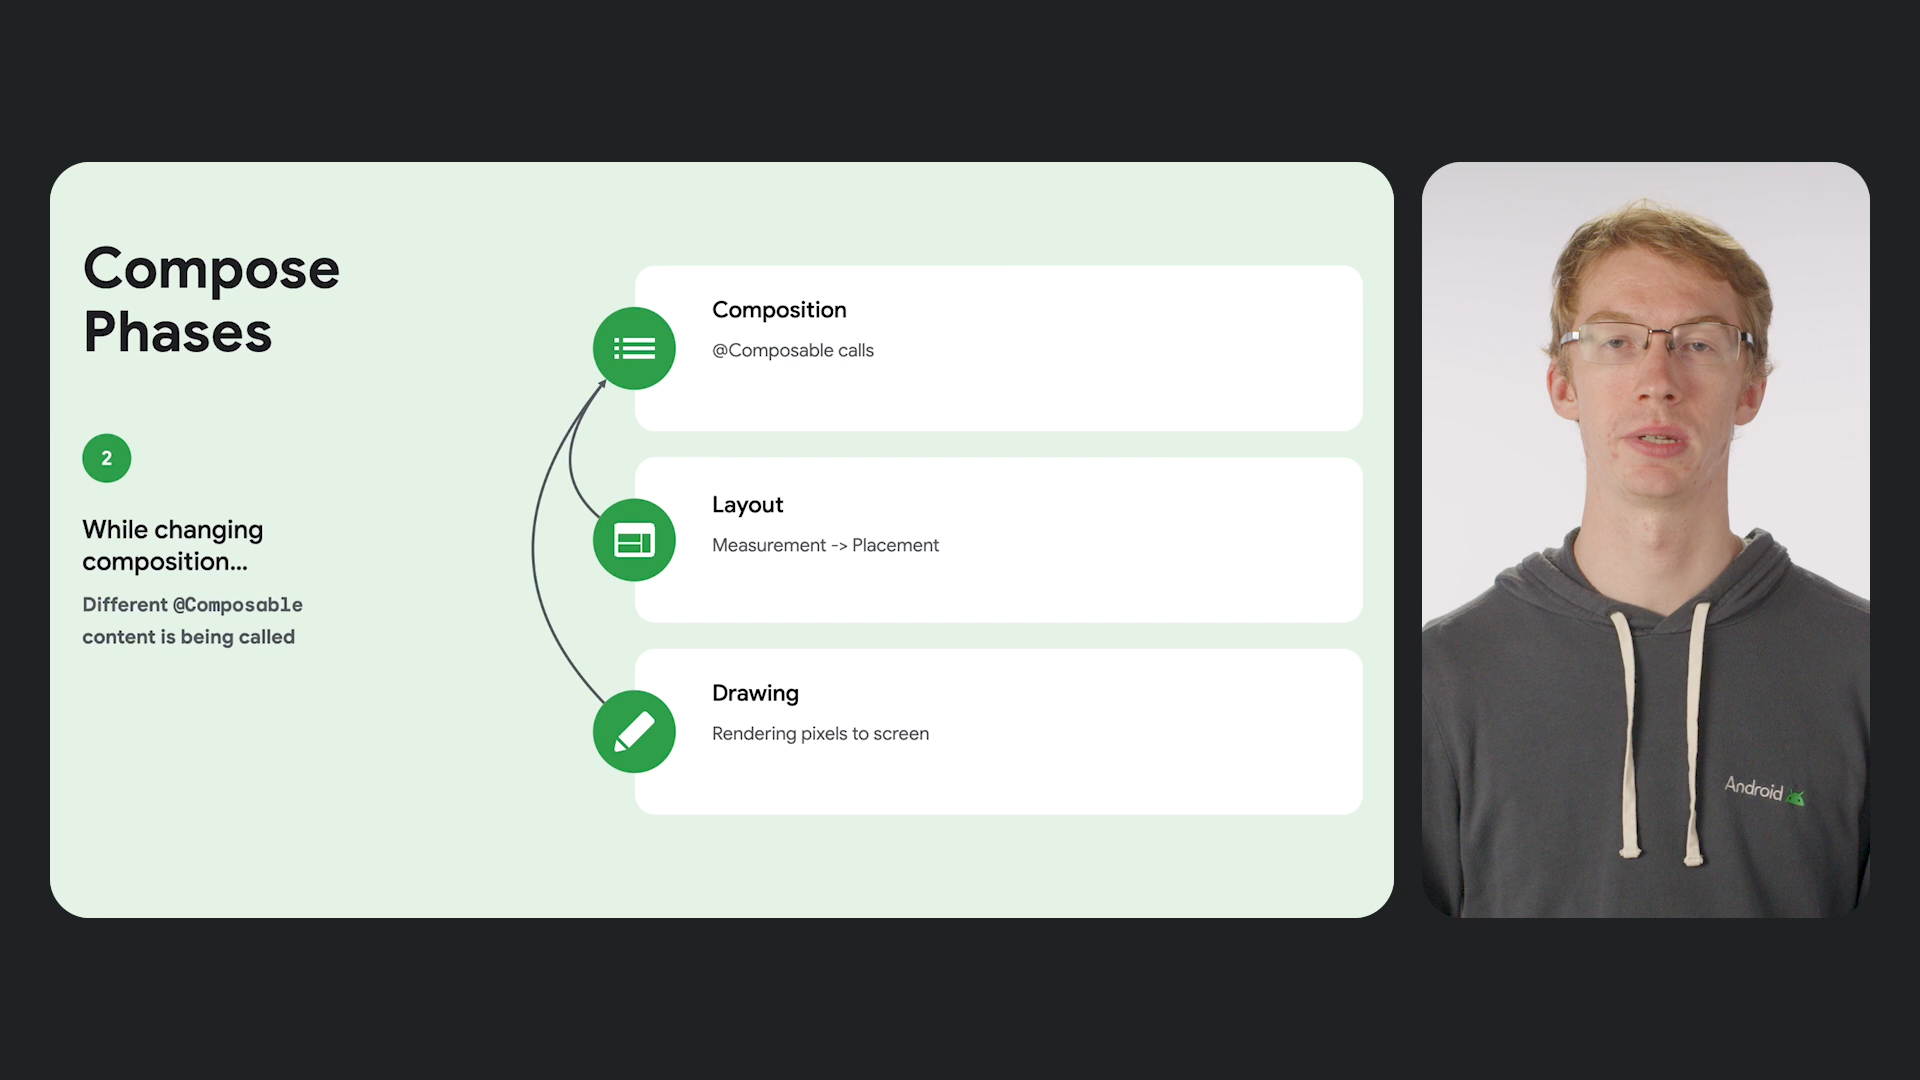 Compose
Phases
2
While changing
composition...
Different @Composable
content is being called
Composition
@Composable calls
Layout
Measurement -> Placement
Drawing
Rendering pixels to screen
Android